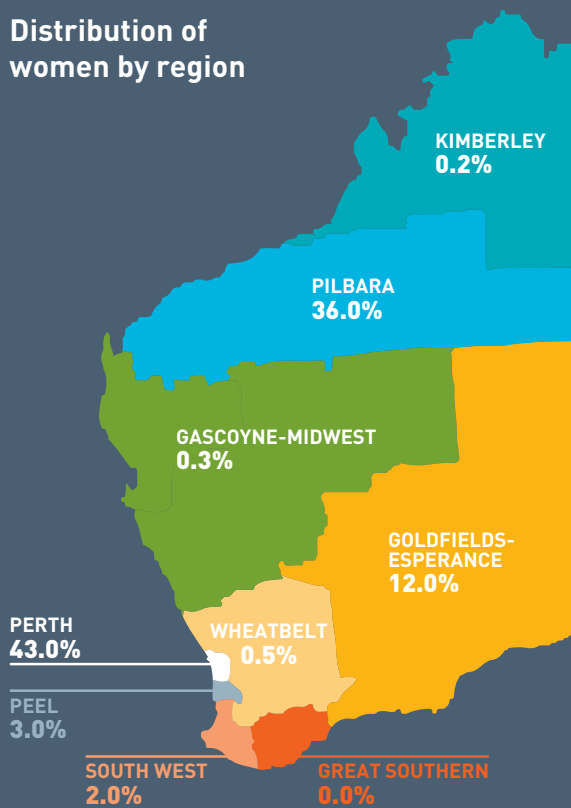 Distribution of
women by region
KIMBERLEY
0.2%
PILBARA
36.0%
GASCOYNE-MIDWEST
0.3%
GOLDFIELDS-
ESPERANCE
12.0%
PERTH
43.0%
WHEATBELT
0.5%
PEEL
3.0%
SOUTH WEST
2.0%
GREAT SOUTHERN
0.0%